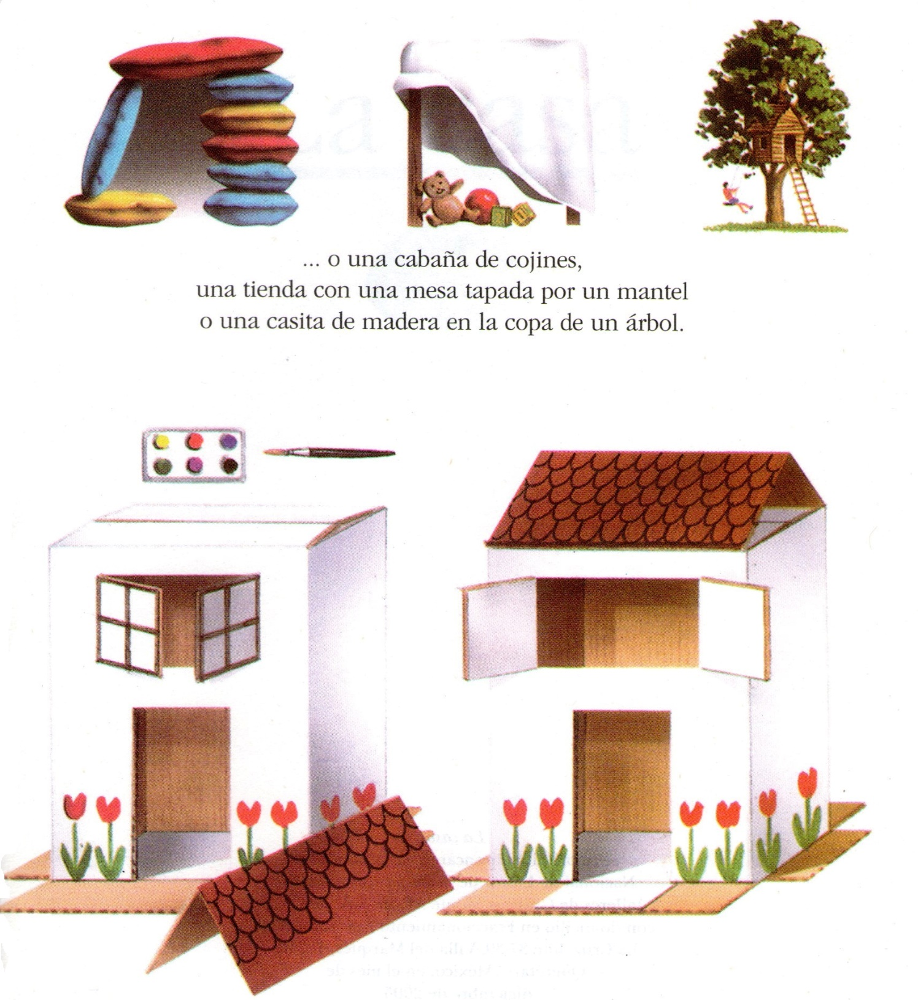 ... o una cabaña de cojines,
una tienda con una mesa tapada por un mantel
o una casita de madera en la copa de un árbol.